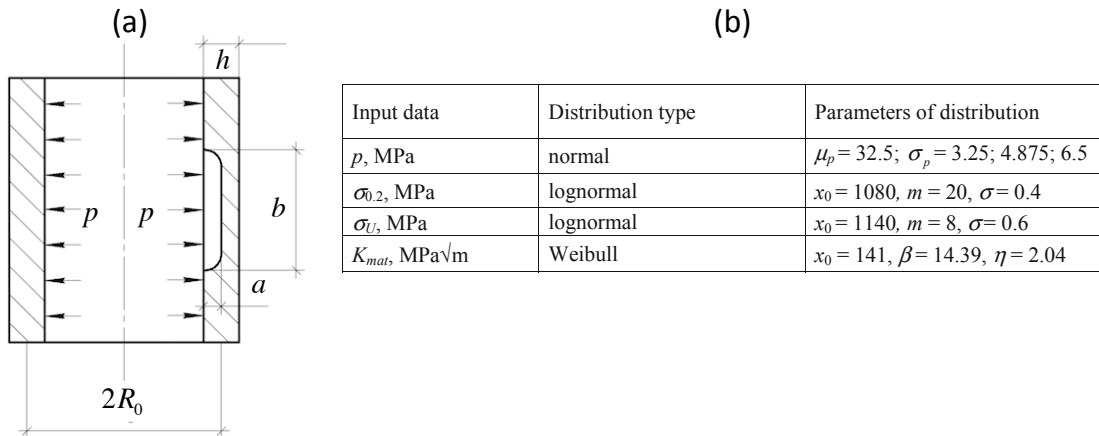 (a)
h
p
p
b
a
2R₀
(b)
Input data Distribution type Parameters of distribution
p, MPa normal μp = 32.5; σp = 3.25; 4.875; 6.5
σ0.2, MPa lognormal x0 = 1080, m = 20, σ = 0.4
σU, MPa lognormal x0 = 1140, m = 8, σ= 0.6
Kmat, MPa√m Weibull x0 = 141, β = 14.39, η = 2.04